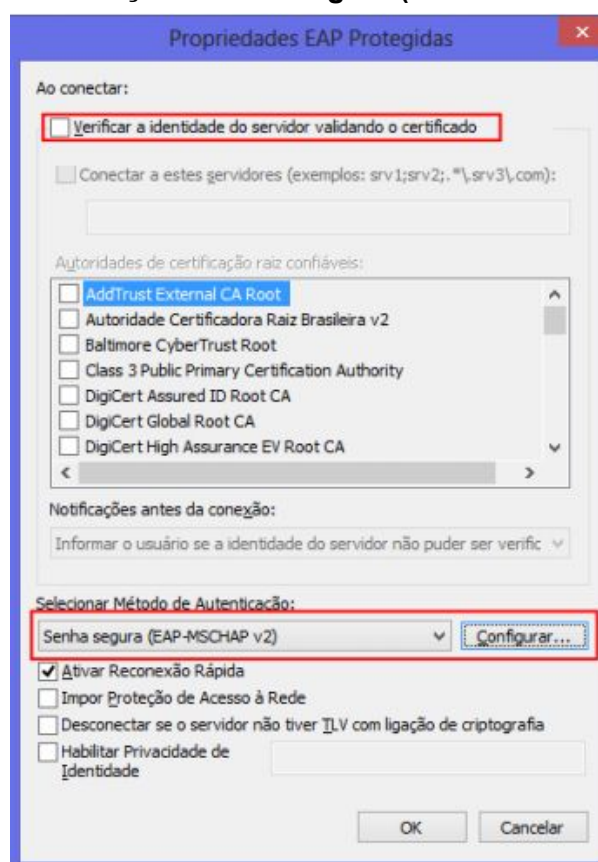 Propriedades EAP Protegidas
Ao conectar:
Verificar a identidade do servidor validando o certificado
Conectar a estes servidores (exemplos: srv1;srv2;.*\.srv3\.com):
Autoridades de certificação raiz confiáveis:
AddTrust External CA Root
Autoridade Certificadora Raiz Brasileira v2
Baltimore CyberTrust Root
Class 3 Public Primary Certification Authority
DigiCert Assured ID Root CA
DigiCert Global Root CA
DigiCert High Assurance EV Root CA
Notificações antes da conexão:
Informar o usuário se a identidade do servidor não puder ser verific
Selecionar Método de Autenticação:
Senha segura (EAP-MSCHAP v2) Configurar...
Ativar Reconexão Rápida
Impor Proteção de Acesso à Rede
Desconectar se o servidor não tiver TLV com ligação de criptografia
Habilitar Privacidade de
Identidade
OK Cancelar